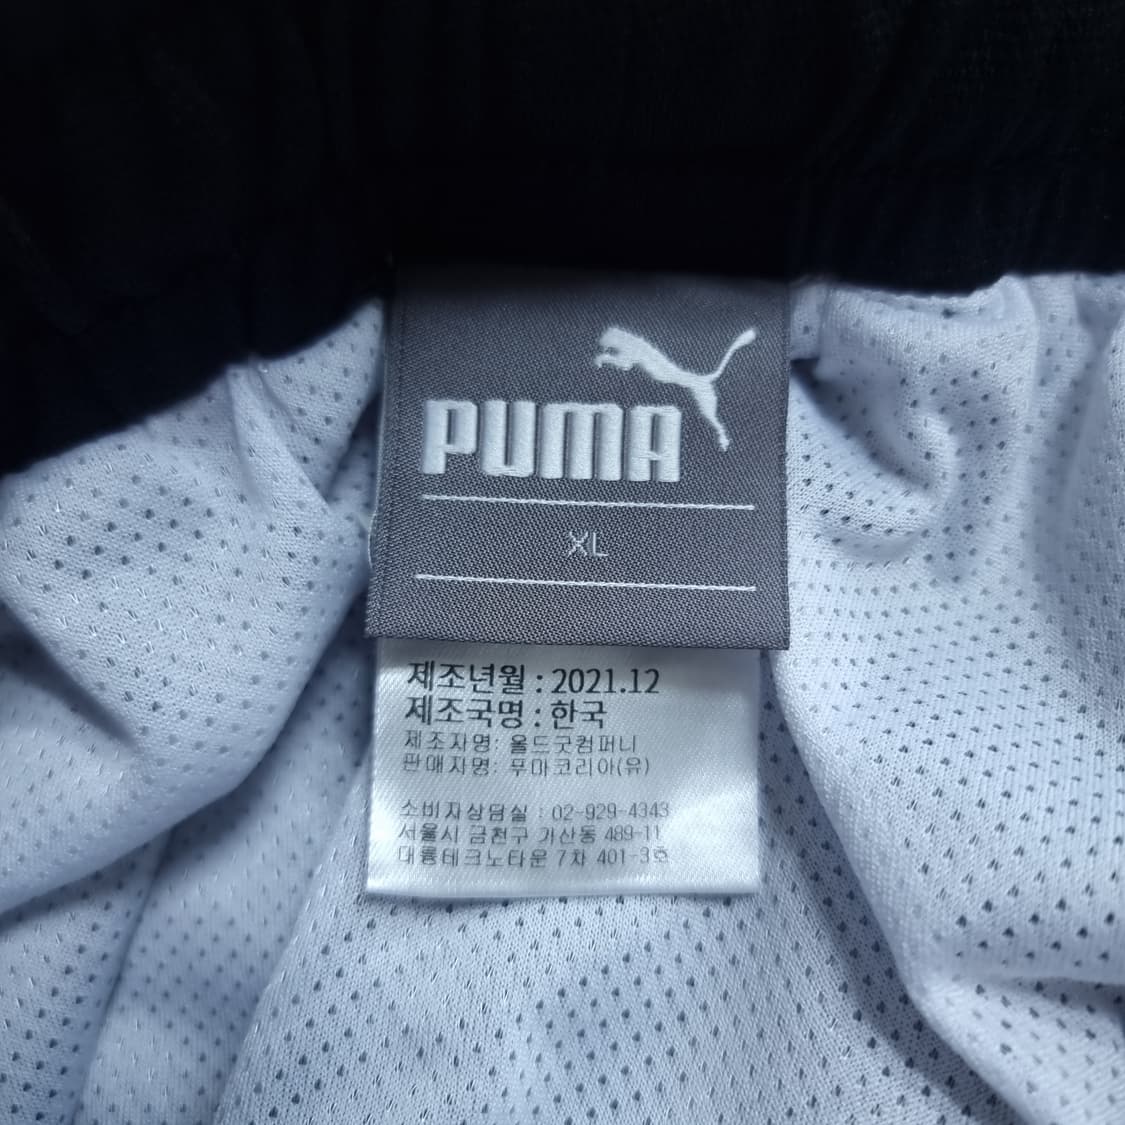 PUMA
XL
제조년월 : 2021.12
제조국명 : 한국
제조자명: 올드굿컴퍼니
판매자명: 푸마코리아(유)
소비자상담실 : 02-929-4343
서울시 금천구 가산동 489-11
대륭테크노타운 7차 401-3호